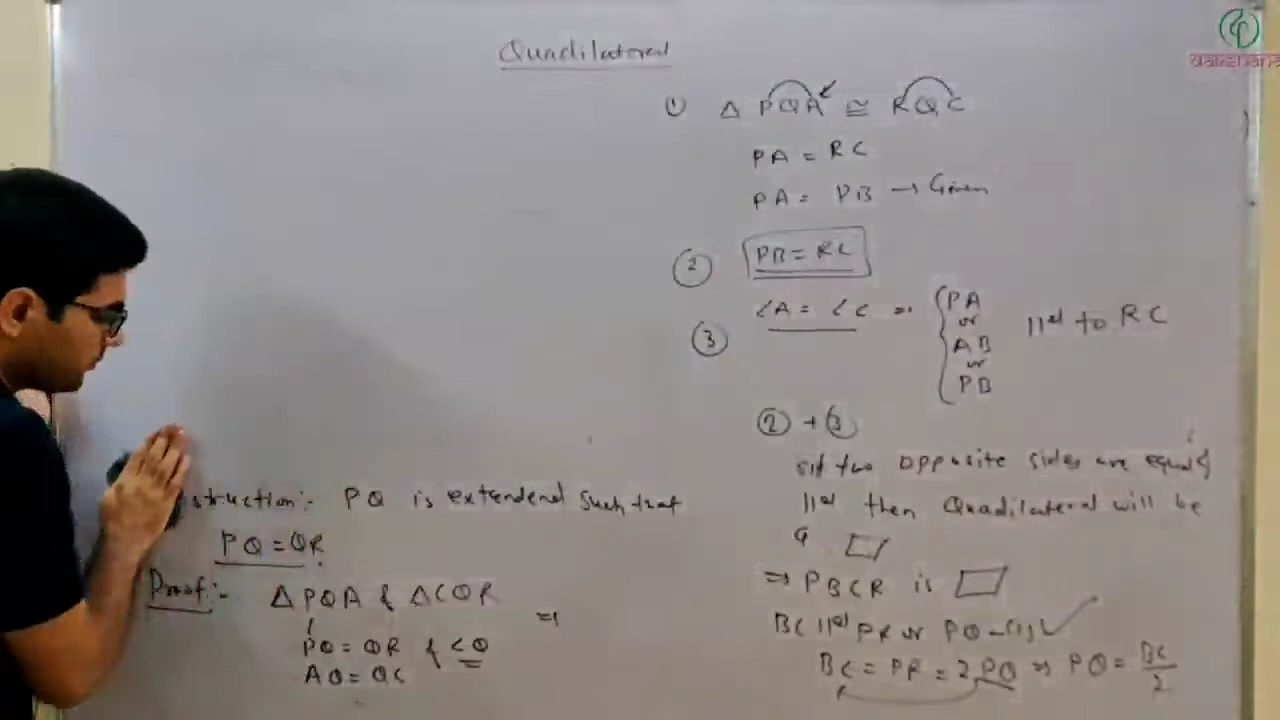 Quadilateral
1) △ PQA ≅ RQC
PA = RC
PA = PB → Given
② PB = RC
③ ∠A = ∠C ⇒ { PA or AB or PB } ||el to RC
② + ③
if two opposite sides are equal &
||el then Quadilateral will be
a ▱
⇒ PBCR is ▱
BC ||el PR or PQ
BC = PR = 2PQ ⇒ PQ = BC/2
struction:- PQ is extended such that
PQ = QR
Proof:- △ PQA & △CQR
PQ = QR & ∠Q ⇒
AQ = QC